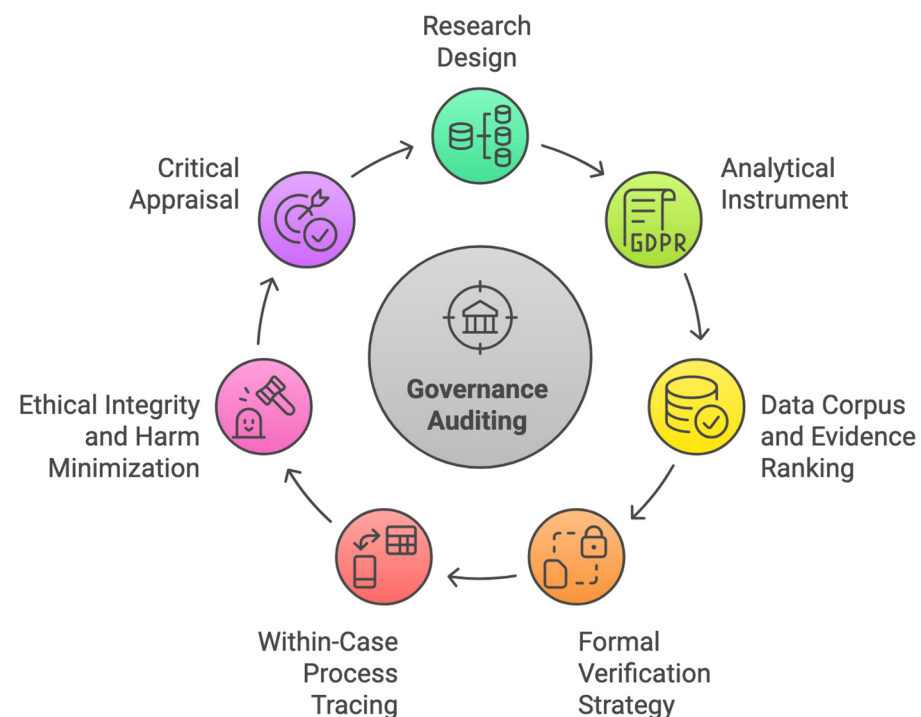 Research
Design
Analytical
Instrument
GDPR
Data Corpus
and Evidence
Ranking
Formal
Verification
Strategy
Within-Case
Process
Tracing
Ethical Integrity
and Harm
Minimization
Critical
Appraisal
Governance
Auditing